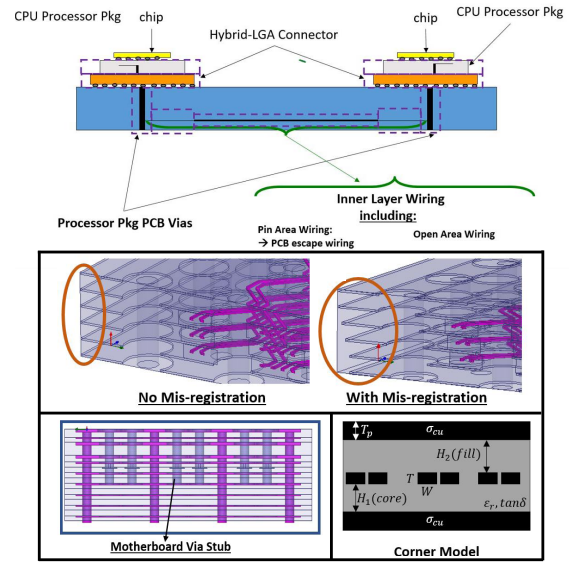 CPU Processor Pkg
chip
Hybrid-LGA Connector
chip
CPU Processor Pkg
Processor Pkg PCB Vias
Inner Layer Wiring
including:
Pin Area Wiring:
→ PCB escape wiring
Open Area Wiring
No Mis-registration
With Mis-registration
Motherboard Via Stub
T_p
σ_cu
H_2(fill)
T
W
H_1(core)
ε_r, tanδ
σ_cu
Corner Model